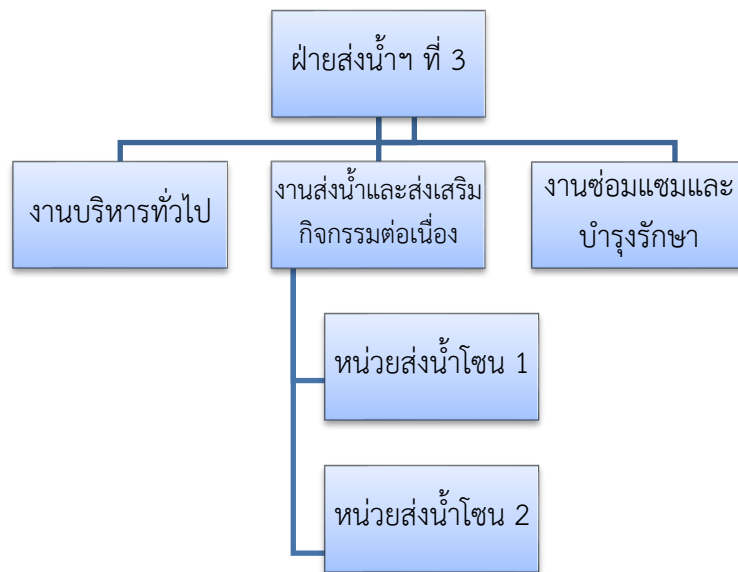 ฝ่ายส่งน้ำฯ ที่ 3
งานบริหารทั่วไป
งานส่งน้ำและส่งเสริม
กิจกรรมต่อเนื่อง
งานซ่อมแซมและ
บำรุงรักษา
หน่วยส่งน้ำโซน 1
หน่วยส่งน้ำโซน 2